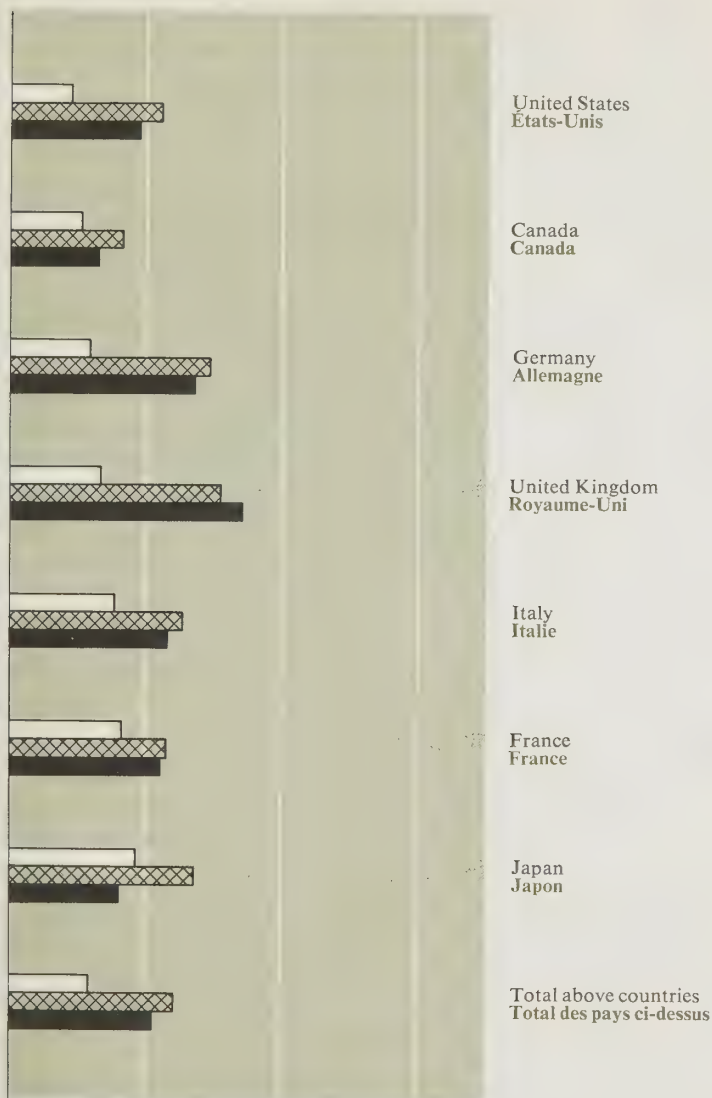 United States
États-Unis
Canada
Canada
Germany
Allemagne
United Kingdom
Royaume-Uni
Italy
Italie
France
France
Japan
Japon
Total above countries
Total des pays ci-dessus